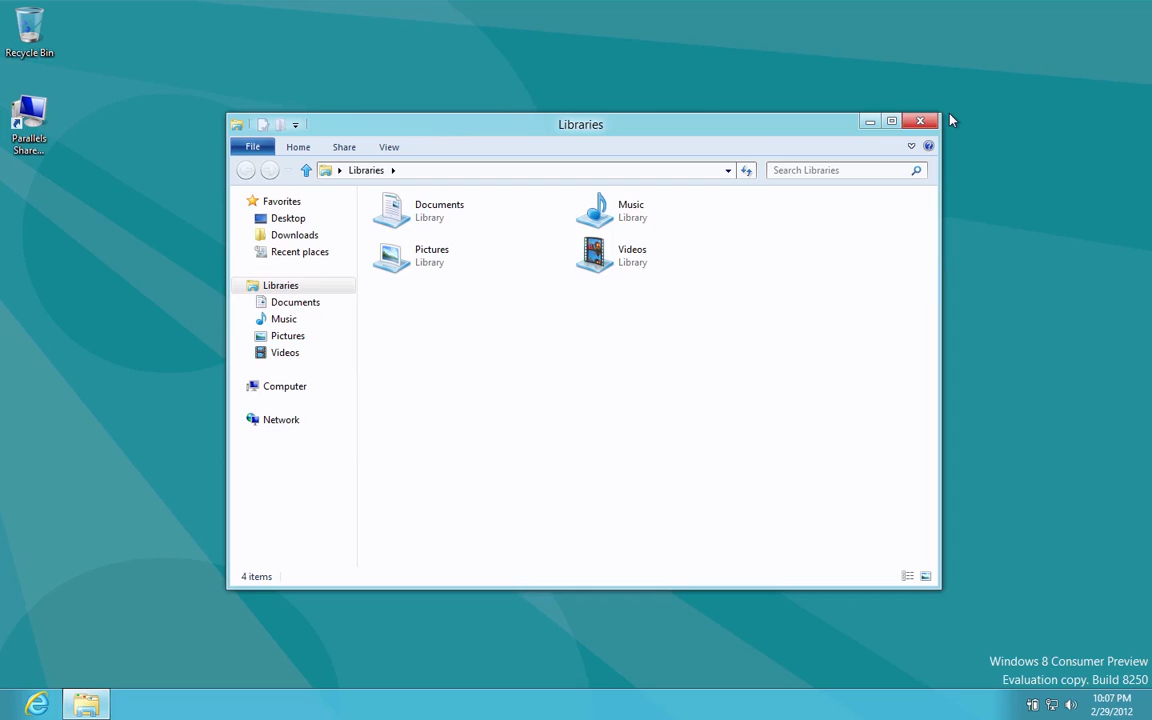 Recycle Bin
Parallels
Share...
Libraries
File Home Share View
Libraries
Search Libraries
Favorites
Desktop
Downloads
Recent places
Libraries
Documents
Music
Pictures
Videos
Computer
Network
Documents
Library
Music
Library
Pictures
Library
Videos
Library
4 items
Windows 8 Consumer Preview
Evaluation copy. Build 8250
10:07 PM
2/29/2012